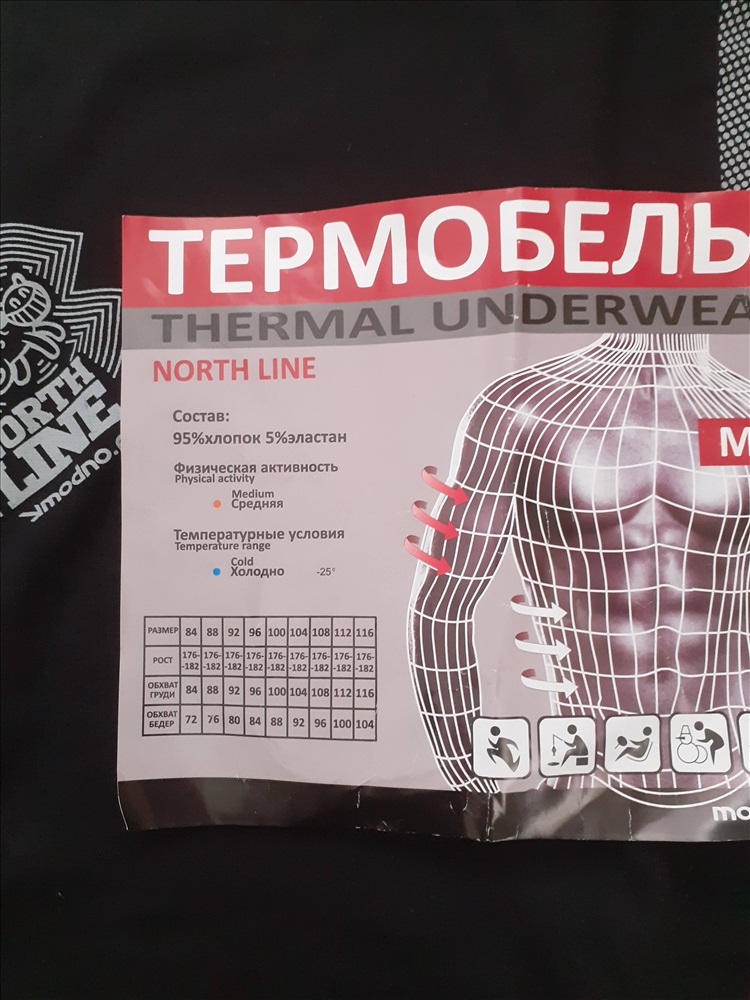 ТЕРМОБЕЛЬ
THERMAL UNDERWEA
NORTH LINE
Состав:
95%хлопок 5%эластан
Физическая активность
Physical activity
Medium
Средняя
Температурные условия
Temperature range
Cold
Холодно -25°
РАЗМЕР 84 88 92 96 100 104 108 112 116
РОСТ 176-182 176-182 176-182 176-182 176-182 176-182 176-182 176-182 176-182
ОБХВАТ ГРУДИ 84 88 92 96 100 104 108 112 116
ОБХВАТ БЕДЕР 72 76 80 84 88 92 96 100 104
M
mo
ORTH
LINE
modno.